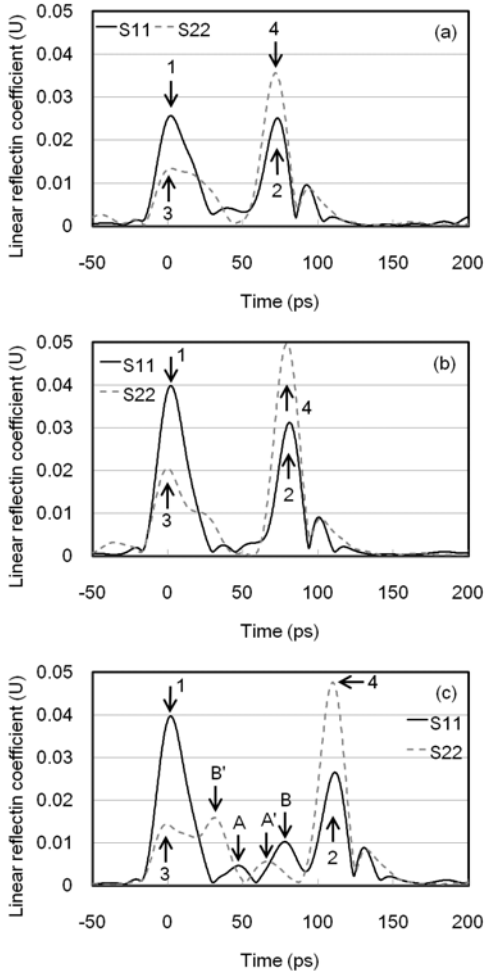 S11 S22 (a)
0.05
0.04
0.03
0.02
0.01
0
1
4
3
2
Linear reflectin coefficient (U)
-50 0 50 100 150 200
Time (ps)
S11 (b)
S22
0.05
0.04
0.03
0.02
0.01
0
1
4
3
2
Linear reflectin coefficient (U)
-50 0 50 100 150 200
Time (ps)
(c)
S11
S22
0.05
0.04
0.03
0.02
0.01
0
1
4
B'
A
A'
B
3
2
Linear reflectin coefficient (U)
-50 0 50 100 150 200
Time (ps)